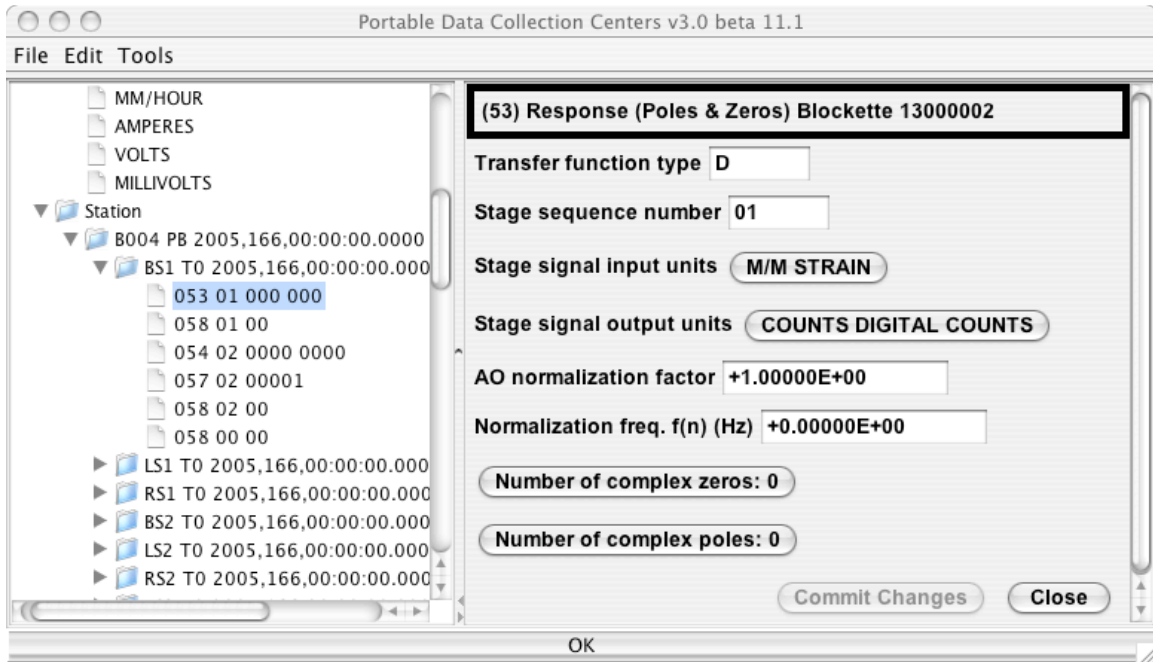 Portable Data Collection Centers v3.0 beta 11.1
File Edit Tools
MM/HOUR
AMPERES
VOLTS
MILLIVOLTS
Station
B004 PB 2005,166,00:00:00.0000
BS1 T0 2005,166,00:00:00.000
053 01 000 000
058 01 00
054 02 0000 0000
057 02 00001
058 02 00
058 00 00
LS1 T0 2005,166,00:00:00.000
RS1 T0 2005,166,00:00:00.000
BS2 T0 2005,166,00:00:00.000
LS2 T0 2005,166,00:00:00.000
RS2 T0 2005,166,00:00:00.000
(53) Response (Poles & Zeros) Blockette 13000002
Transfer function type D
Stage sequence number 01
Stage signal input units M/M STRAIN
Stage signal output units COUNTS DIGITAL COUNTS
AO normalization factor +1.00000E+00
Normalization freq. f(n) (Hz) +0.00000E+00
Number of complex zeros: 0
Number of complex poles: 0
Commit Changes Close
OK